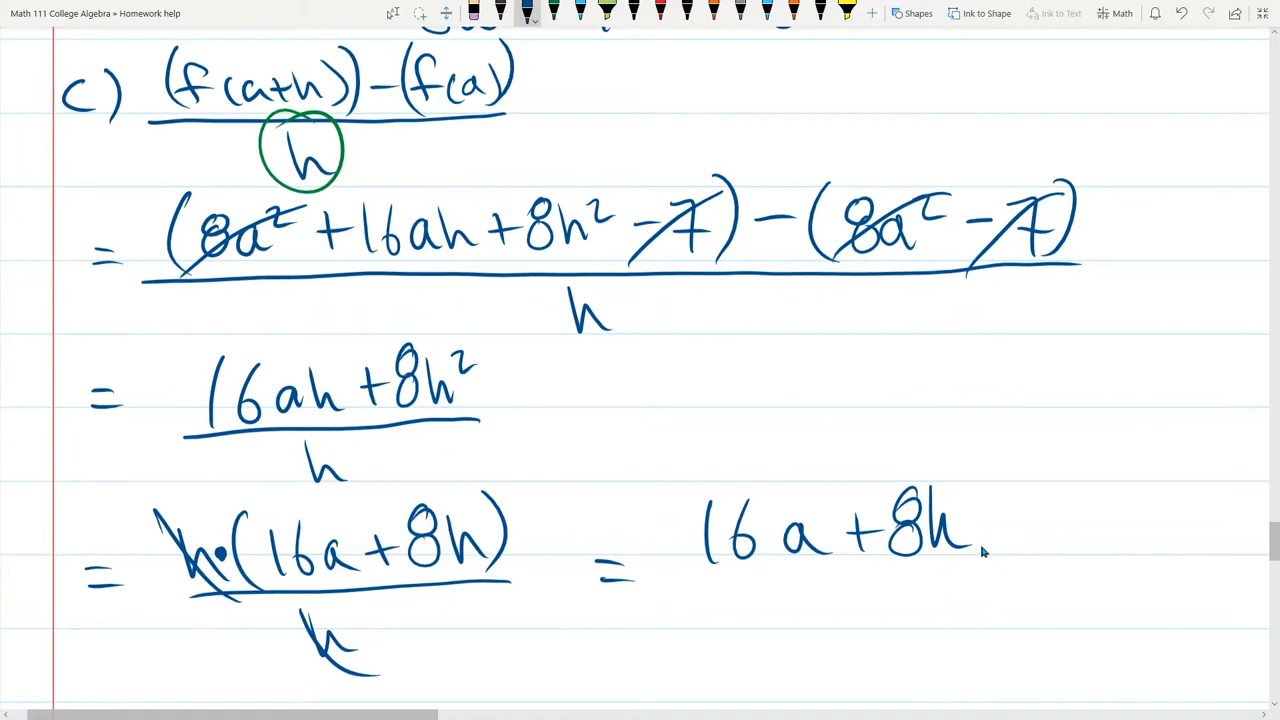 Math 111 College Algebra » Homework help
Shapes
Ink to Shape
Ink to Text
Math
c) (f(a+h))-(f(a))
h
= (8a² +16ah+8h² -7) - (8a² -7)
h
= 16ah+8h²
h
= h·(16a+8h) = 16a+8h
h